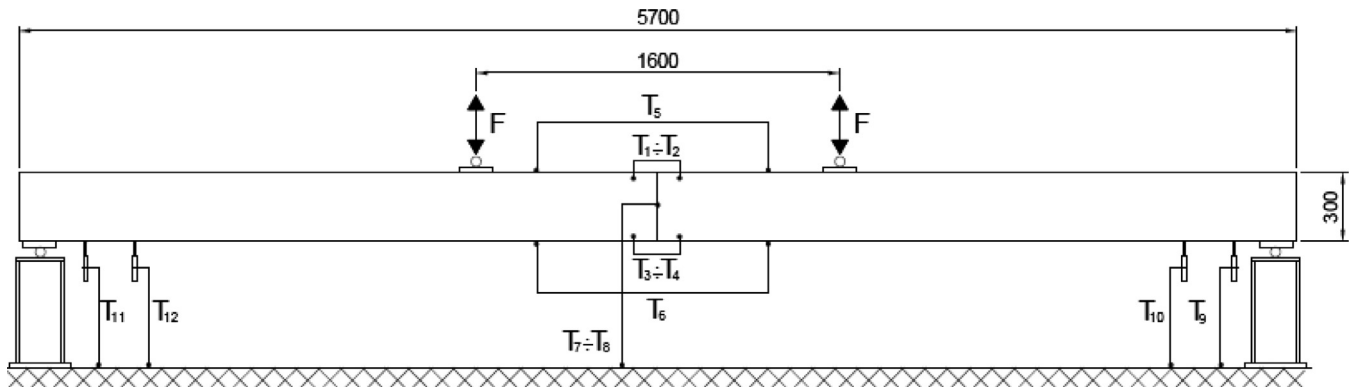 5700
1600
F
T₅
F
T₁÷T₂
300
T₃÷T₄
T₆
T₁₁
T₁₂
T₇÷T₈
T₁₀
T₉